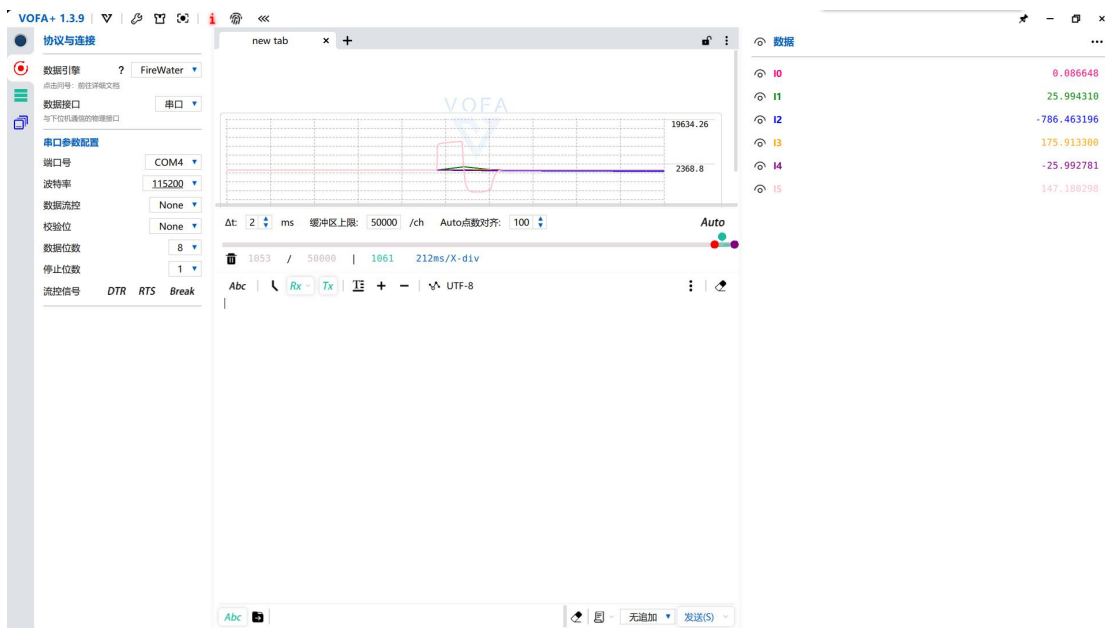 VOFA+ 1.3.9
协议与连接
数据引擎 ? FireWater
点击问号：前往详细文档
数据接口 串口
与下位机通信的物理接口
串口参数配置
端口号 COM4
波特率 115200
数据流控 None
校验位 None
数据位数 8
停止位数 1
流控信号 DTR RTS Break
new tab × +
VOFA
19634.26
2368.8
Δt: 2 ms 缓冲区上限: 50000 /ch Auto点数对齐: 100 Auto
1053 / 50000 | 1061 212ms/X-div
Abc Rx Tx UTF-8
Abc 无追加 发送(S)
数据
I0 0.086648
I1 25.994310
I2 -786.463196
I3 175.913300
I4 -25.992781
I5 147.180298